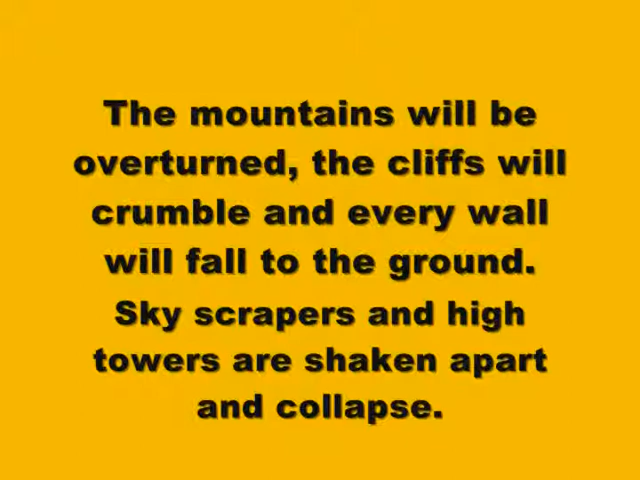 The mountains will be
overturned, the cliffs will
crumble and every wall
will fall to the ground.
Sky scrapers and high
towers are shaken apart
and collapse.